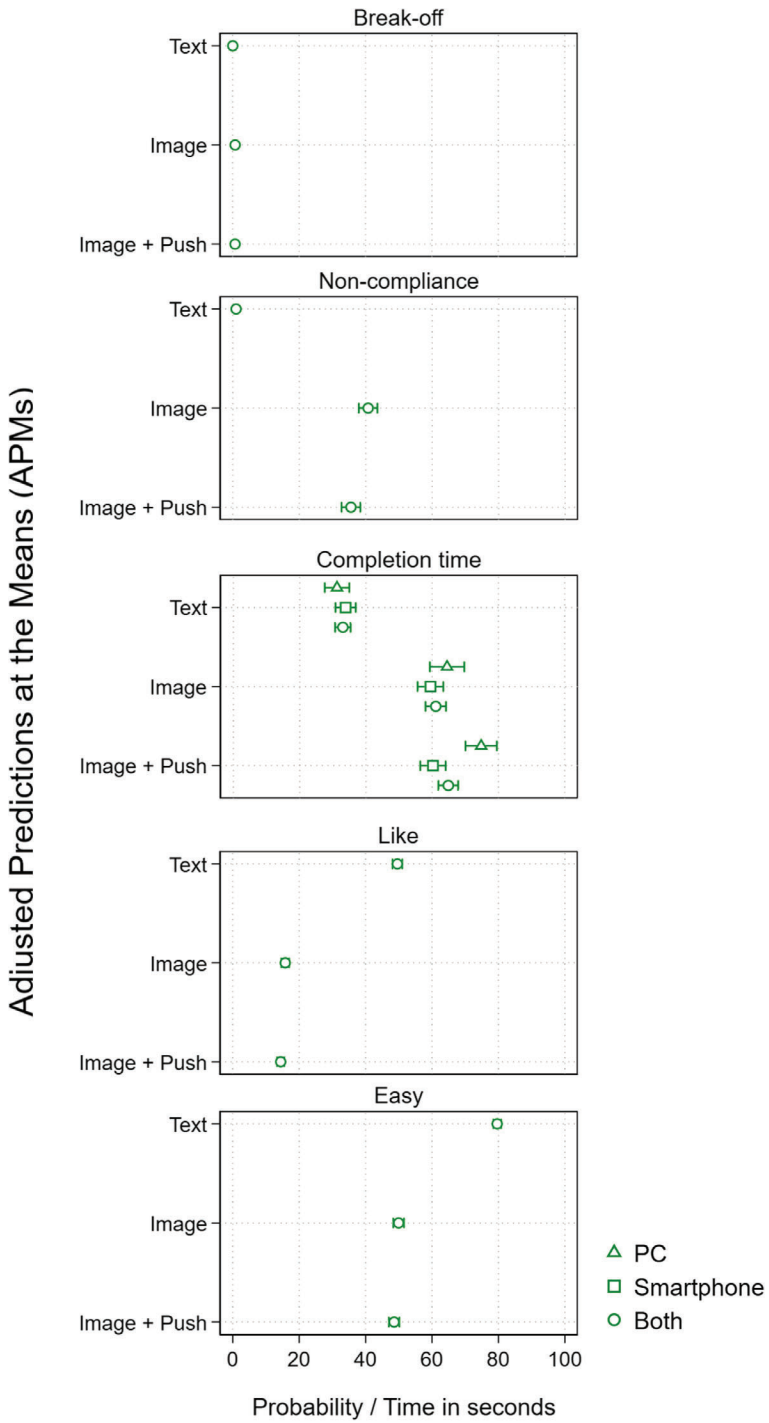 Break-off
Text
Image
Image + Push
Non-compliance
Text
Image
Image + Push
Completion time
Text
Image
Image + Push
Like
Text
Image
Image + Push
Easy
Text
Image
Image + Push
0 20 40 60 80 100
Probability / Time in seconds
Adiusted Predictions at the Means (APMs)
PC
Smartphone
Both